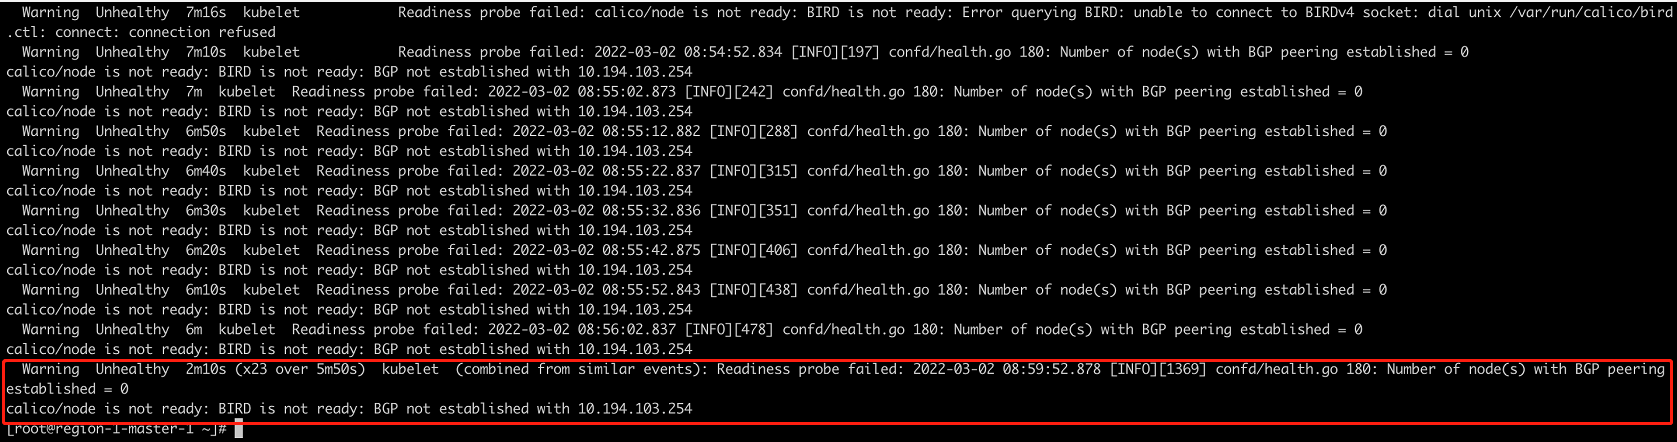 Warning  Unhealthy  7m16s  kubelet            Readiness probe failed: calico/node is not ready: BIRD is not ready: Error querying BIRD: unable to connect to BIRDv4 socket: dial unix /var/run/calico/bird
.ctl: connect: connection refused
Warning  Unhealthy  7m10s  kubelet            Readiness probe failed: 2022-03-02 08:54:52.834 [INFO][197] confd/health.go 180: Number of node(s) with BGP peering established = 0
calico/node is not ready: BIRD is not ready: BGP not established with 10.194.103.254
Warning  Unhealthy  7m  kubelet  Readiness probe failed: 2022-03-02 08:55:02.873 [INFO][242] confd/health.go 180: Number of node(s) with BGP peering established = 0
calico/node is not ready: BIRD is not ready: BGP not established with 10.194.103.254
Warning  Unhealthy  6m50s  kubelet  Readiness probe failed: 2022-03-02 08:55:12.882 [INFO][288] confd/health.go 180: Number of node(s) with BGP peering established = 0
calico/node is not ready: BIRD is not ready: BGP not established with 10.194.103.254
Warning  Unhealthy  6m40s  kubelet  Readiness probe failed: 2022-03-02 08:55:22.837 [INFO][315] confd/health.go 180: Number of node(s) with BGP peering established = 0
calico/node is not ready: BIRD is not ready: BGP not established with 10.194.103.254
Warning  Unhealthy  6m30s  kubelet  Readiness probe failed: 2022-03-02 08:55:32.836 [INFO][351] confd/health.go 180: Number of node(s) with BGP peering established = 0
calico/node is not ready: BIRD is not ready: BGP not established with 10.194.103.254
Warning  Unhealthy  6m20s  kubelet  Readiness probe failed: 2022-03-02 08:55:42.875 [INFO][406] confd/health.go 180: Number of node(s) with BGP peering established = 0
calico/node is not ready: BIRD is not ready: BGP not established with 10.194.103.254
Warning  Unhealthy  6m10s  kubelet  Readiness probe failed: 2022-03-02 08:55:52.843 [INFO][438] confd/health.go 180: Number of node(s) with BGP peering established = 0
calico/node is not ready: BIRD is not ready: BGP not established with 10.194.103.254
Warning  Unhealthy  6m  kubelet  Readiness probe failed: 2022-03-02 08:56:02.837 [INFO][478] confd/health.go 180: Number of node(s) with BGP peering established = 0
calico/node is not ready: BIRD is not ready: BGP not established with 10.194.103.254
Warning  Unhealthy  2m10s (x23 over 5m50s)  kubelet  (combined from similar events): Readiness probe failed: 2022-03-02 08:59:52.878 [INFO][1369] confd/health.go 180: Number of node(s) with BGP peering
established = 0
calico/node is not ready: BIRD is not ready: BGP not established with 10.194.103.254
[root@region-1-master-1 ~]#